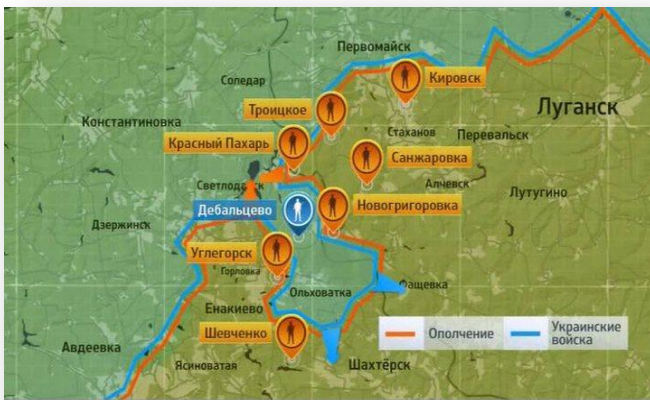 Первомайск
Кировск
Соледар
Троицкое
Луганск
Константиновка
Стаханов
Перевальск
Красный Пахарь
Санжаровка
Светлодарск
Алчевск
Лутугино
Дебальцево
Новогригоровка
Дзержинск
Углегорск
Горловка
Фащевка
Ольховатка
Енакиево
Шевченко
Ополчение
Украинские
войска
Авдеевка
Ясиноватая
Шахтёрск